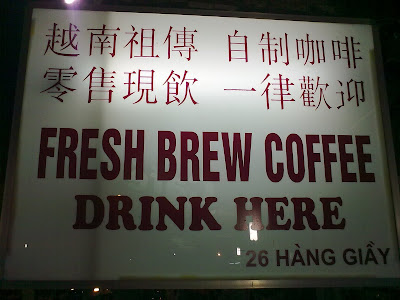 越南祖傳 自制咖啡
零售現飲 一律歡迎
FRESH BREW COFFEE
DRINK HERE
26 HÀNG GIẦY